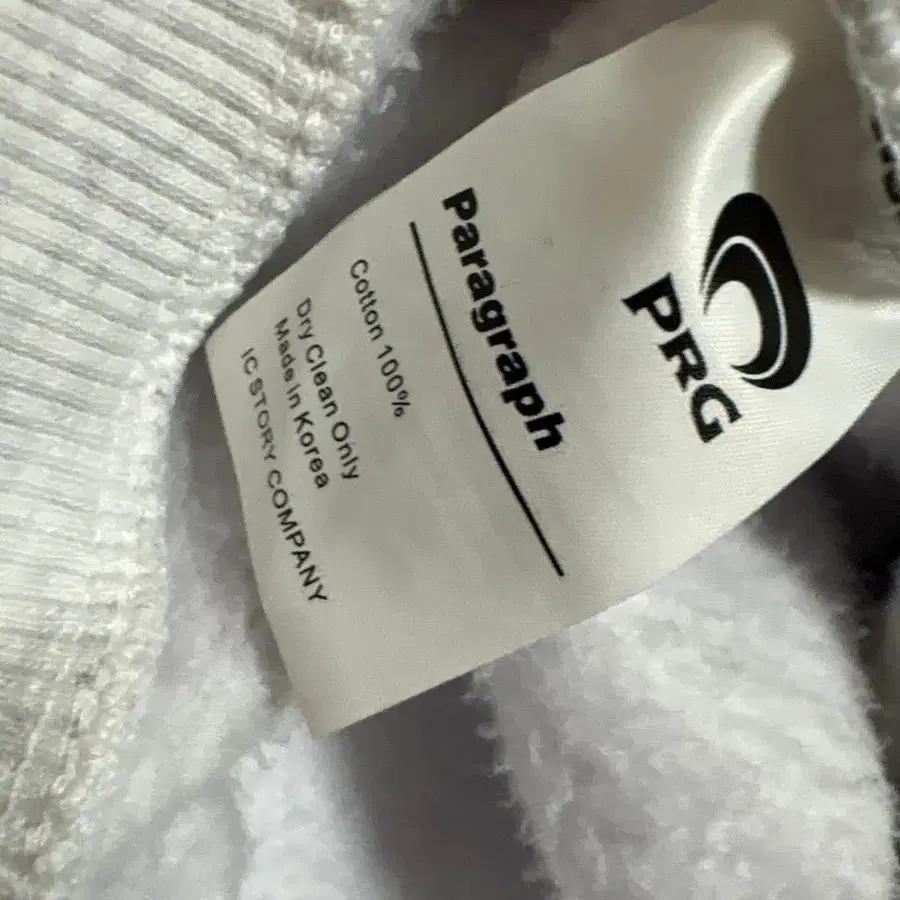 PRG
Paragraph
Cotton 100%
Dry Clean Only
Made in Korea
IC STORY COMPANY